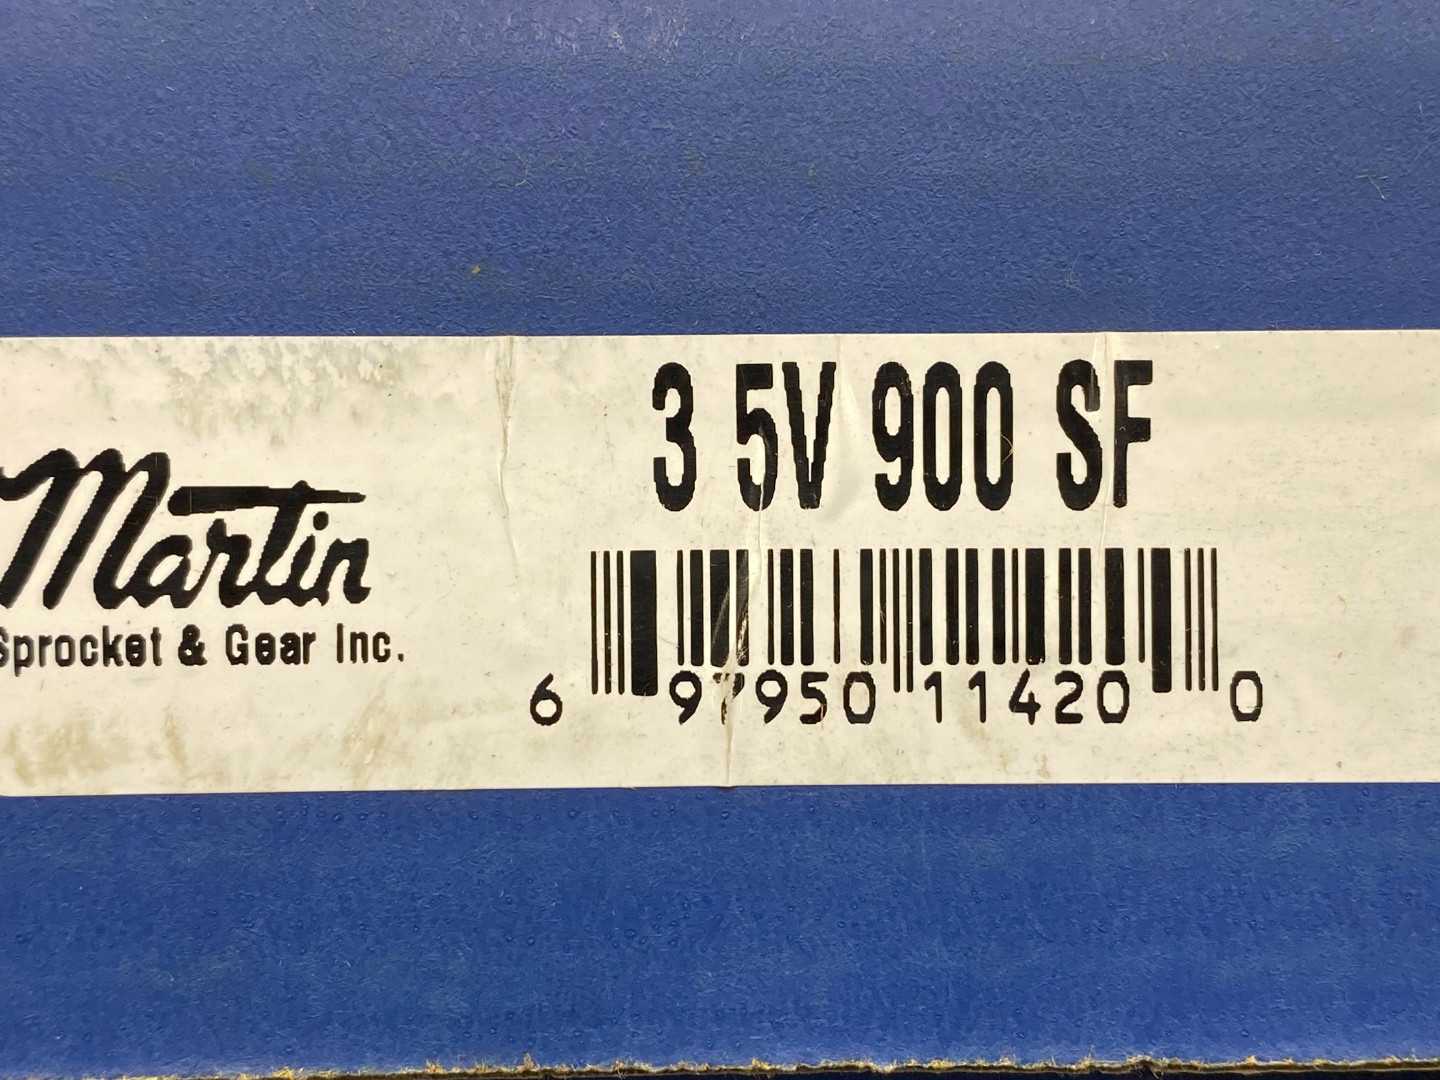 3 5V 900 SF
Martin
Sprocket & Gear Inc.
6 97950 11420 0